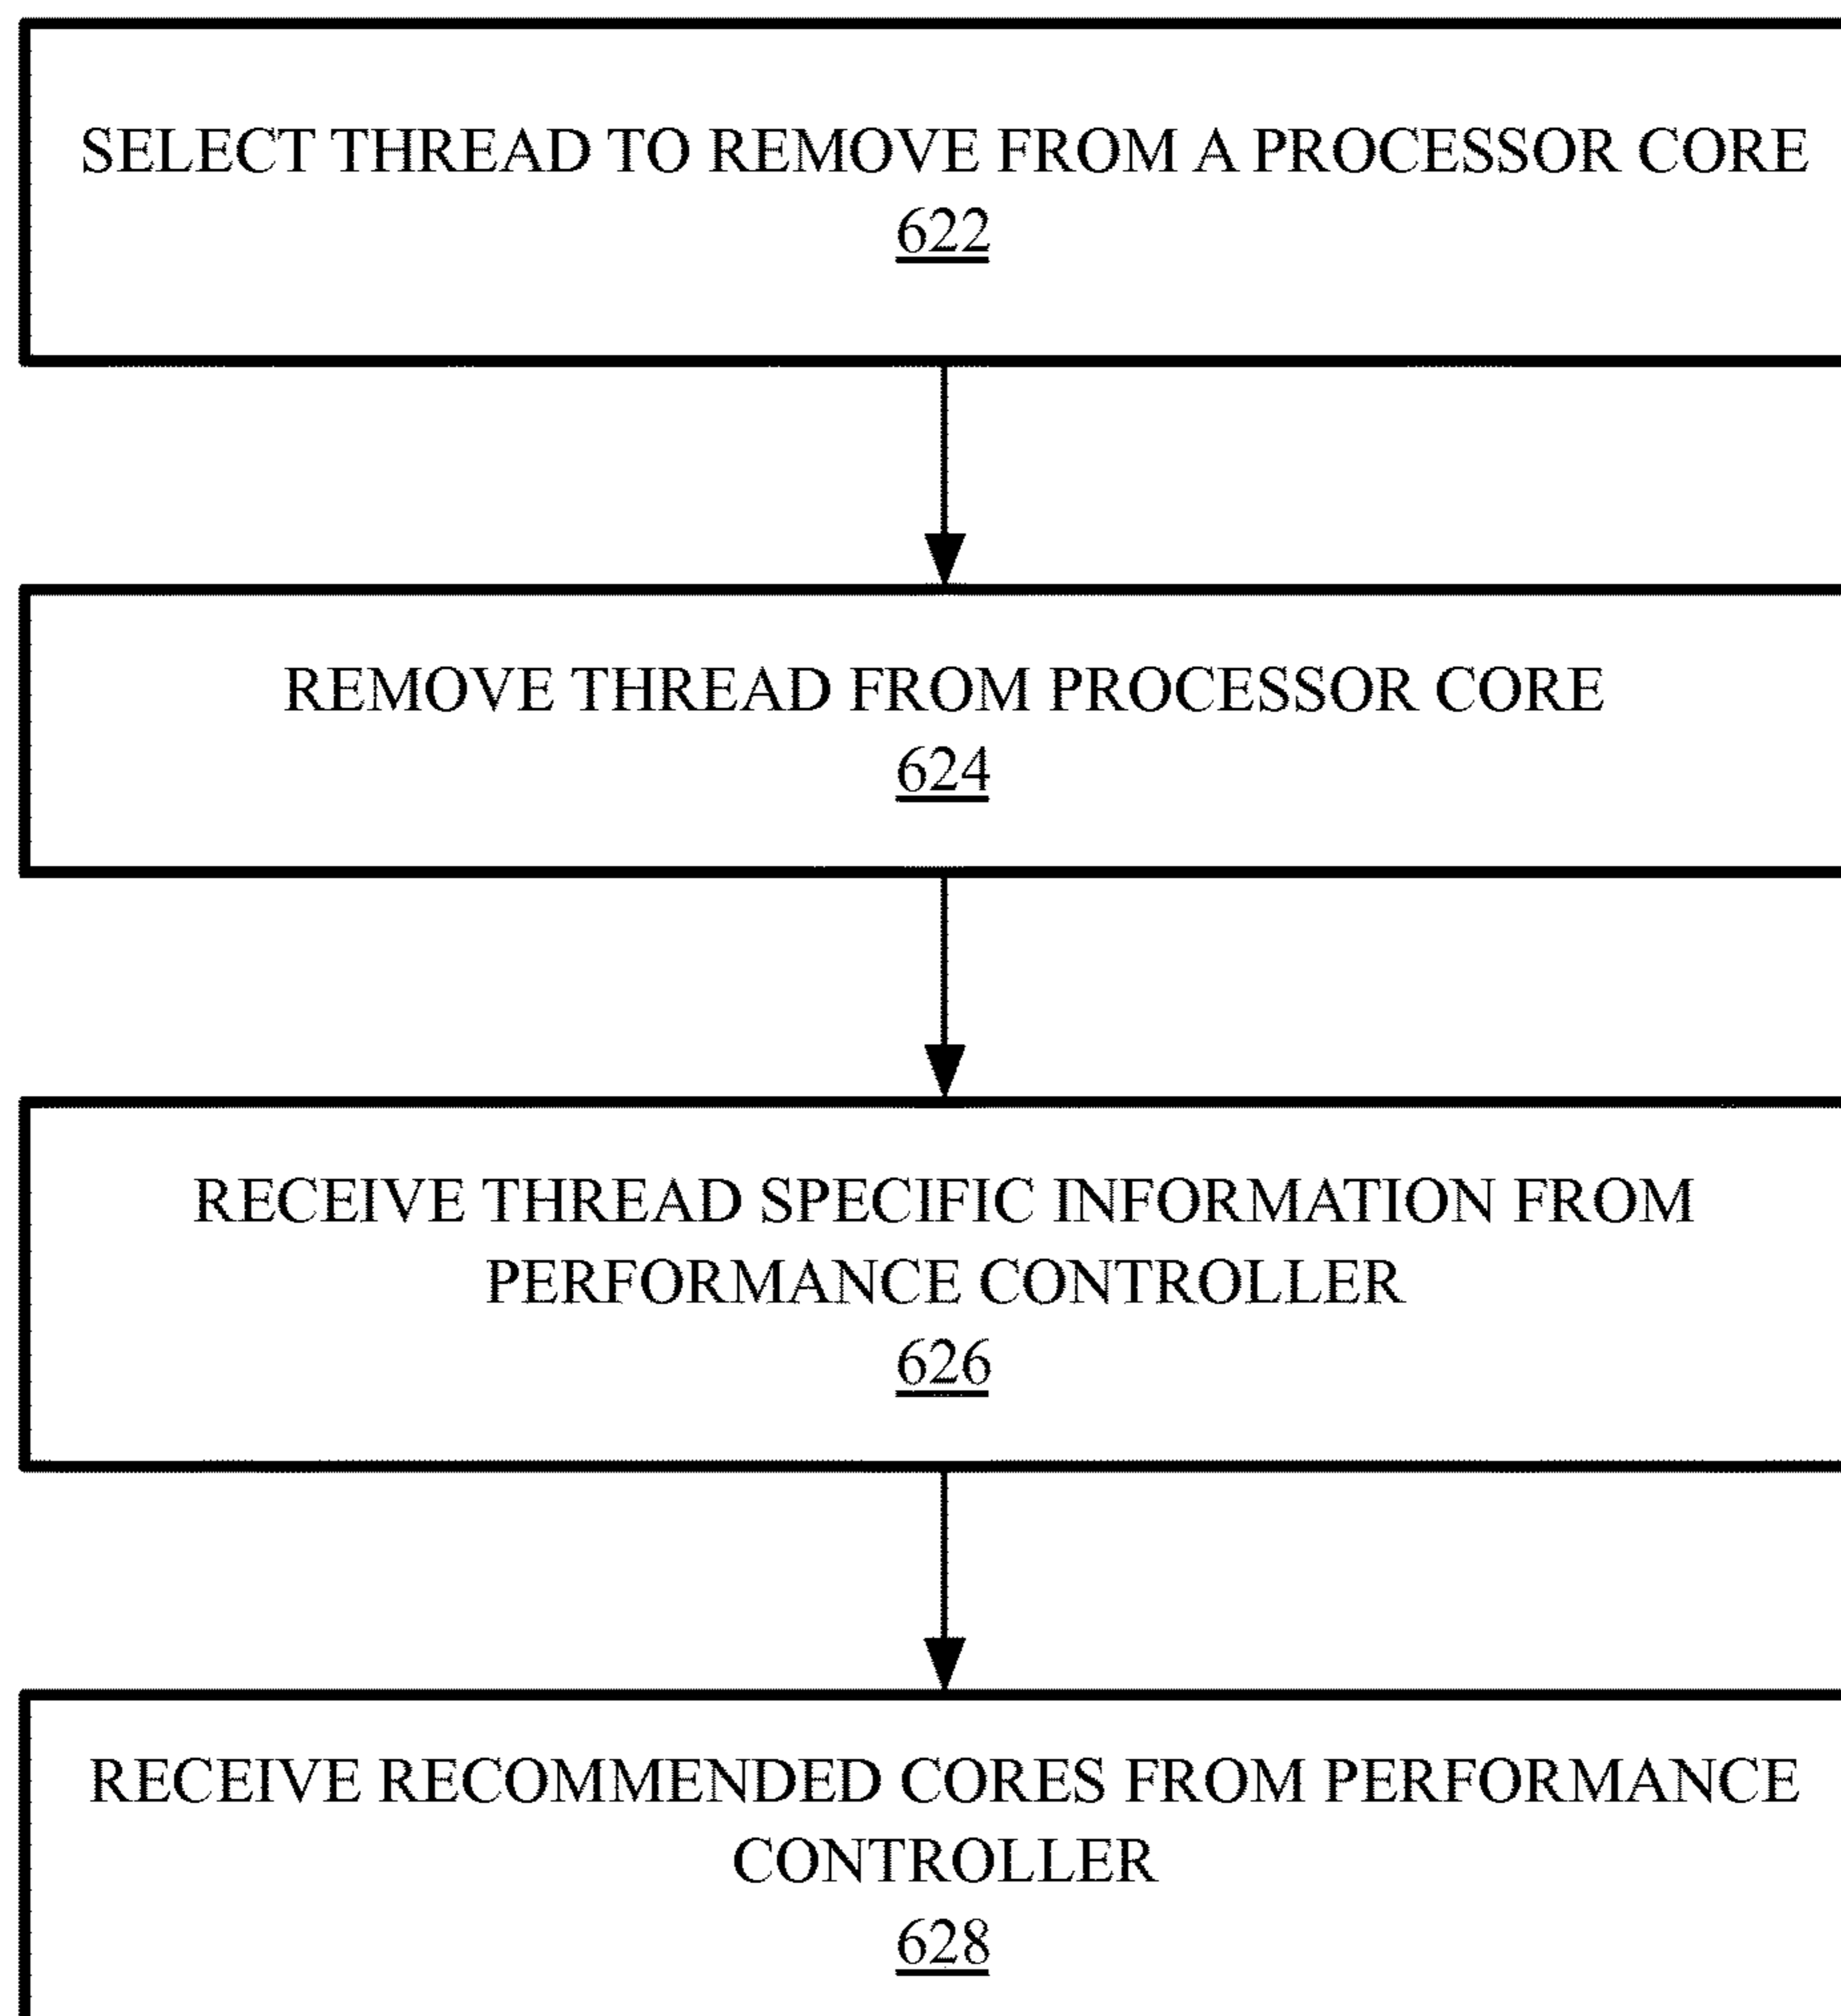 SELECT THREAD TO REMOVE FROM A PROCESSOR CORE
622
REMOVE THREAD FROM PROCESSOR CORE
624
RECEIVE THREAD SPECIFIC INFORMATION FROM
PERFORMANCE CONTROLLER
626
RECEIVE RECOMMENDED CORES FROM PERFORMANCE
CONTROLLER
628